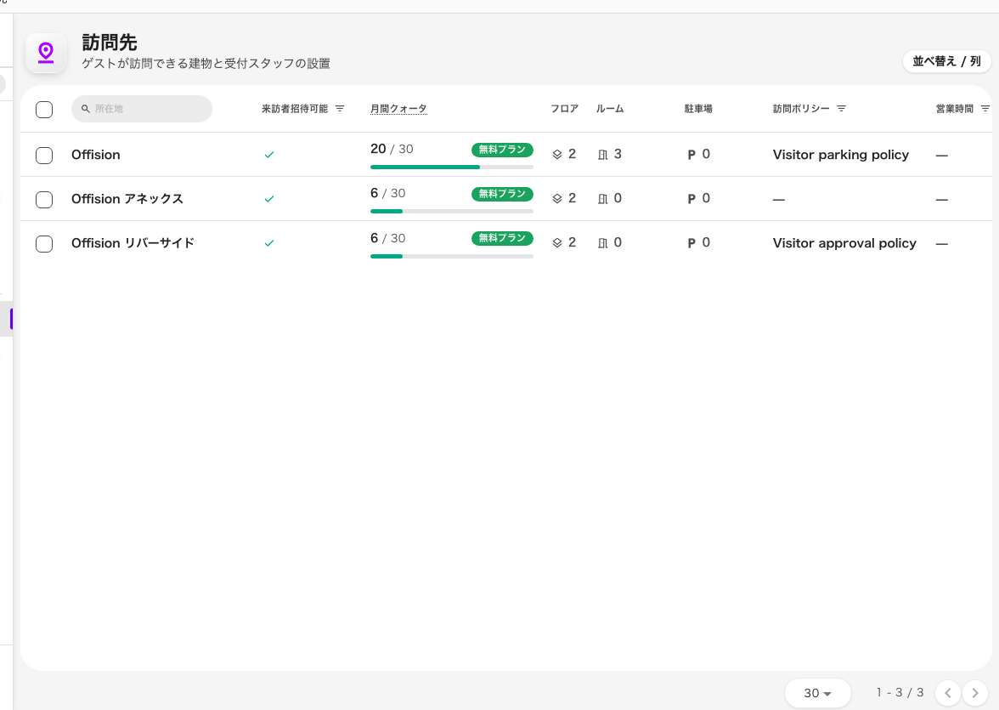 訪問先
ゲストが訪問できる建物と受付スタッフの設置
並べ替え / 列
所在地 来訪者招待可能 月間クォータ フロア ルーム 駐車場 訪問ポリシー 営業時間
Offision 20 / 30 無料プラン 2 3 P 0 Visitor parking policy —
Offision アネックス 6 / 30 無料プラン 2 0 P 0 — —
Offision リバーサイド 6 / 30 無料プラン 2 0 P 0 Visitor approval policy —
30 1 - 3 / 3